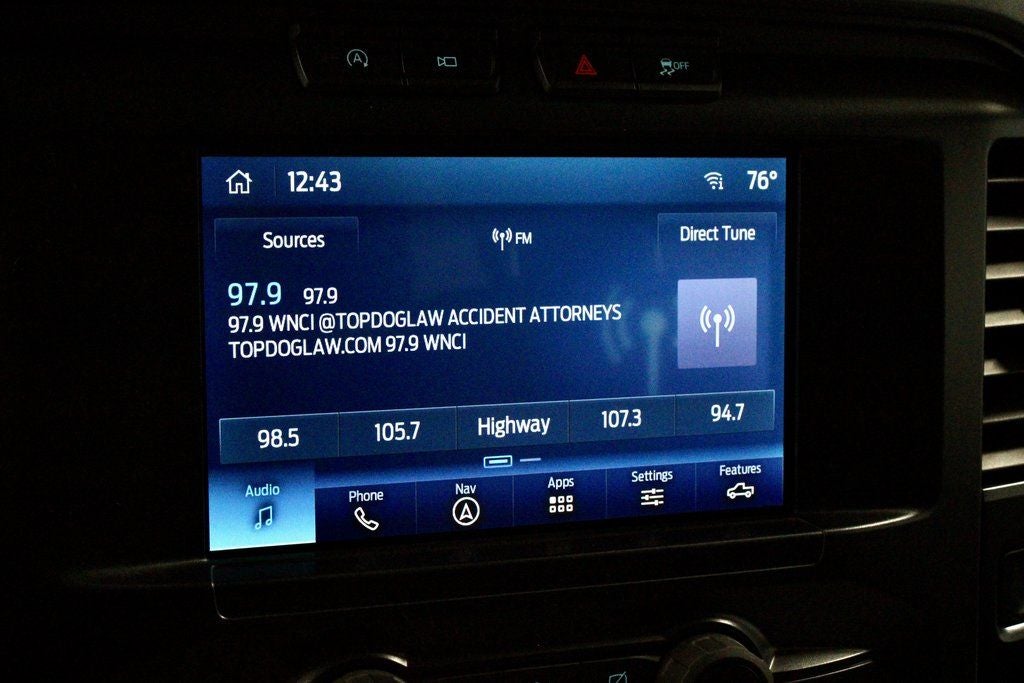 A
OFF
12:43
76°
Sources
FM
Direct Tune
97.9 97.9
97.9 WNCI @TOPDOGLAW ACCIDENT ATTORNEYS
TOPDOGLAW.COM 97.9 WNCI
98.5 105.7 Highway 107.3 94.7
Audio Phone Nav Apps Settings Features